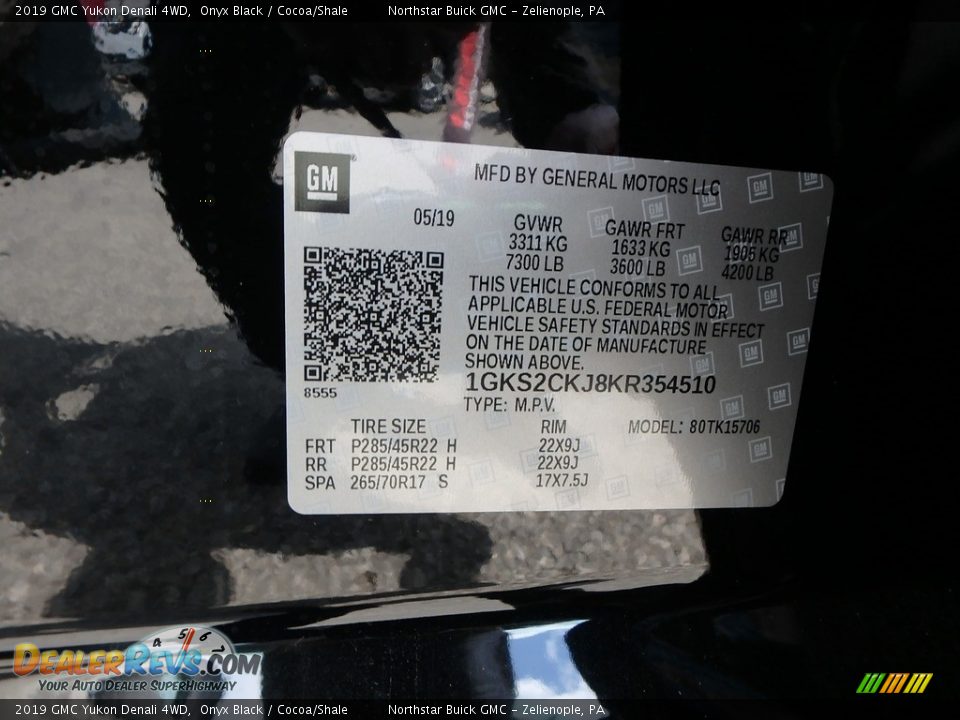 2019 GMC Yukon Denali 4WD, Onyx Black / Cocoa/Shale Northstar Buick GMC - Zelienople, PA
GM
MFD BY GENERAL MOTORS LLC
05/19 GVWR GAWR FRT GAWR RR
3311 KG 1633 KG 1905 KG
7300 LB 3600 LB 4200 LB
THIS VEHICLE CONFORMS TO ALL
APPLICABLE U.S. FEDERAL MOTOR
VEHICLE SAFETY STANDARDS IN EFFECT
ON THE DATE OF MANUFACTURE
SHOWN ABOVE.
8555
1GKS2CKJ8KR354510
TYPE: M.P.V.
TIRE SIZE RIM MODEL: 80TK15706
FRT P285/45R22 H 22X9J
RR P285/45R22 H 22X9J
SPA 265/70R17 S 17X7.5J
4 5 6
DealerRevs.com
Your Auto Dealer SuperHighway
2019 GMC Yukon Denali 4WD, Onyx Black / Cocoa/Shale Northstar Buick GMC - Zelienople, PA